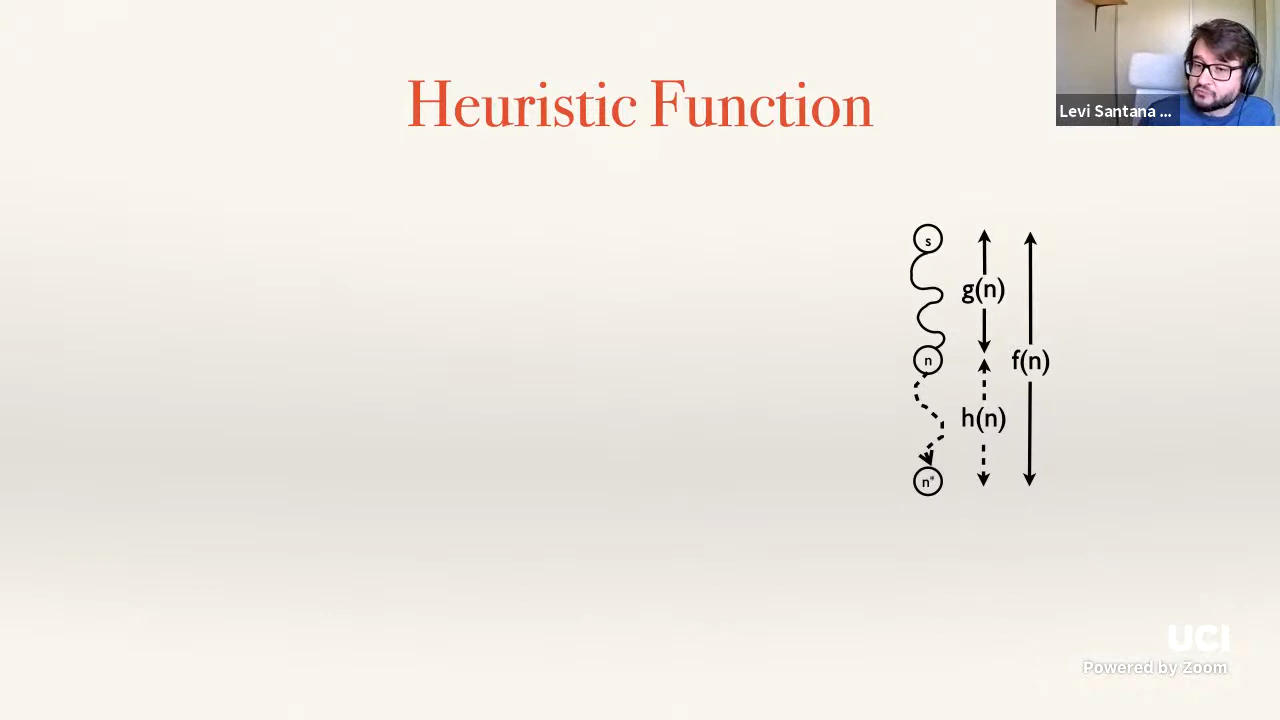 Heuristic Function
Levi Santana ...
s
g(n)
n
f(n)
h(n)
n*
UCI
Powered by Zoom